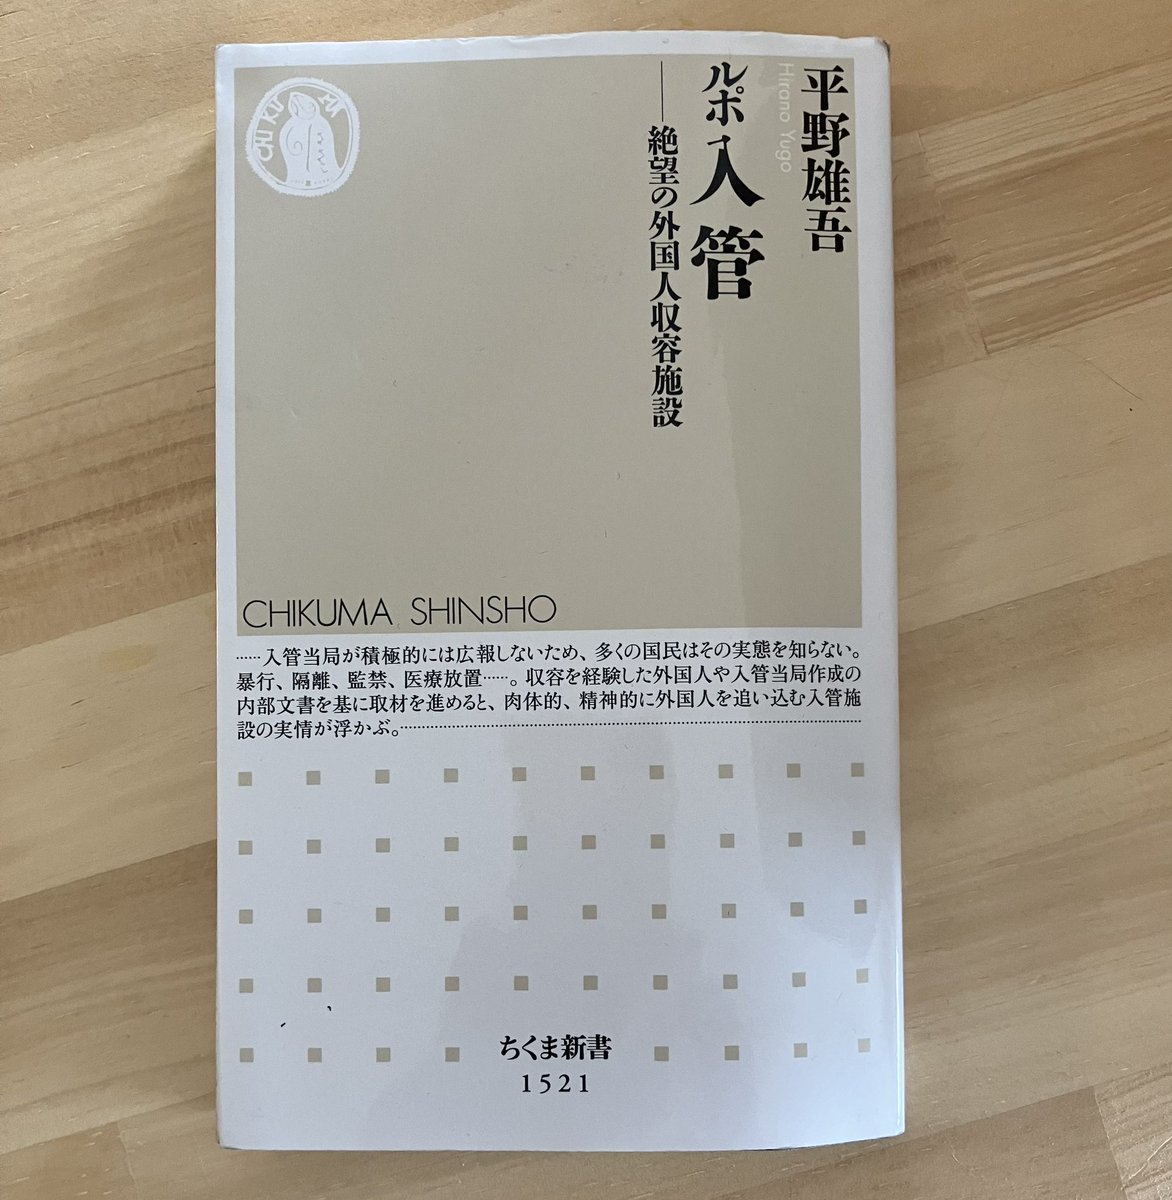 平野雄吾
Hirano Yugo
ルポ入管
――絶望の外国人収容施設
CHIKUMA
CHIKUMA SHINSHO
……入管当局が積極的には広報しないため、多くの国民はその実態を知らない。
暴行、隔離、監禁、医療放置……。収容を経験した外国人や入管当局作成の
内部文書を基に取材を進めると、肉体的、精神的に外国人を追い込む入管施
設の実情が浮かぶ。
ちくま新書
1521